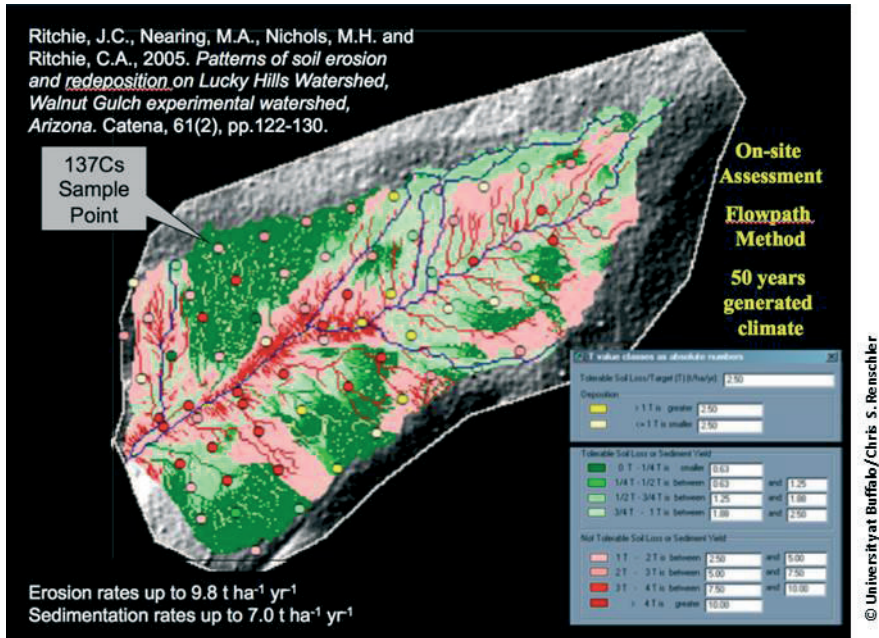 Ritchie, J.C., Nearing, M.A., Nichols, M.H. and
Ritchie, C.A., 2005. Patterns of soil erosion
and redeposition on Lucky Hills Watershed,
Walnut Gulch experimental watershed,
Arizona. Catena, 61(2), pp.122-130.
137Cs
Sample
Point
On-site
Assessment
Flowpath
Method
50 years
generated
climate
T value classes as absolute numbers
Tolerable Soil Loss/Target (T) (t/ha/yr): 2.50
Deposition
> 1 T is greater 2.50
<= 1 T is smaller 2.50
Tolerable Soil Loss or Sediment Yield
0 T - 1/4 T is smaller 0.63
1/4 T - 1/2 T is between 0.63 and 1.25
1/2 T - 3/4 T is between 1.25 and 1.88
3/4 T - 1 T is between 1.88 and 2.50
Not Tolerable Soil Loss or Sediment Yield
1 T - 2 T is between 2.50 and 5.00
2 T - 3 T is between 5.00 and 7.50
3 T - 4 T is between 7.50 and 10.00
> 4 T is greater 10.00
Erosion rates up to 9.8 t ha⁻¹ yr⁻¹
Sedimentation rates up to 7.0 t ha⁻¹ yr⁻¹
© University at Buffalo/Chris S. Renschler